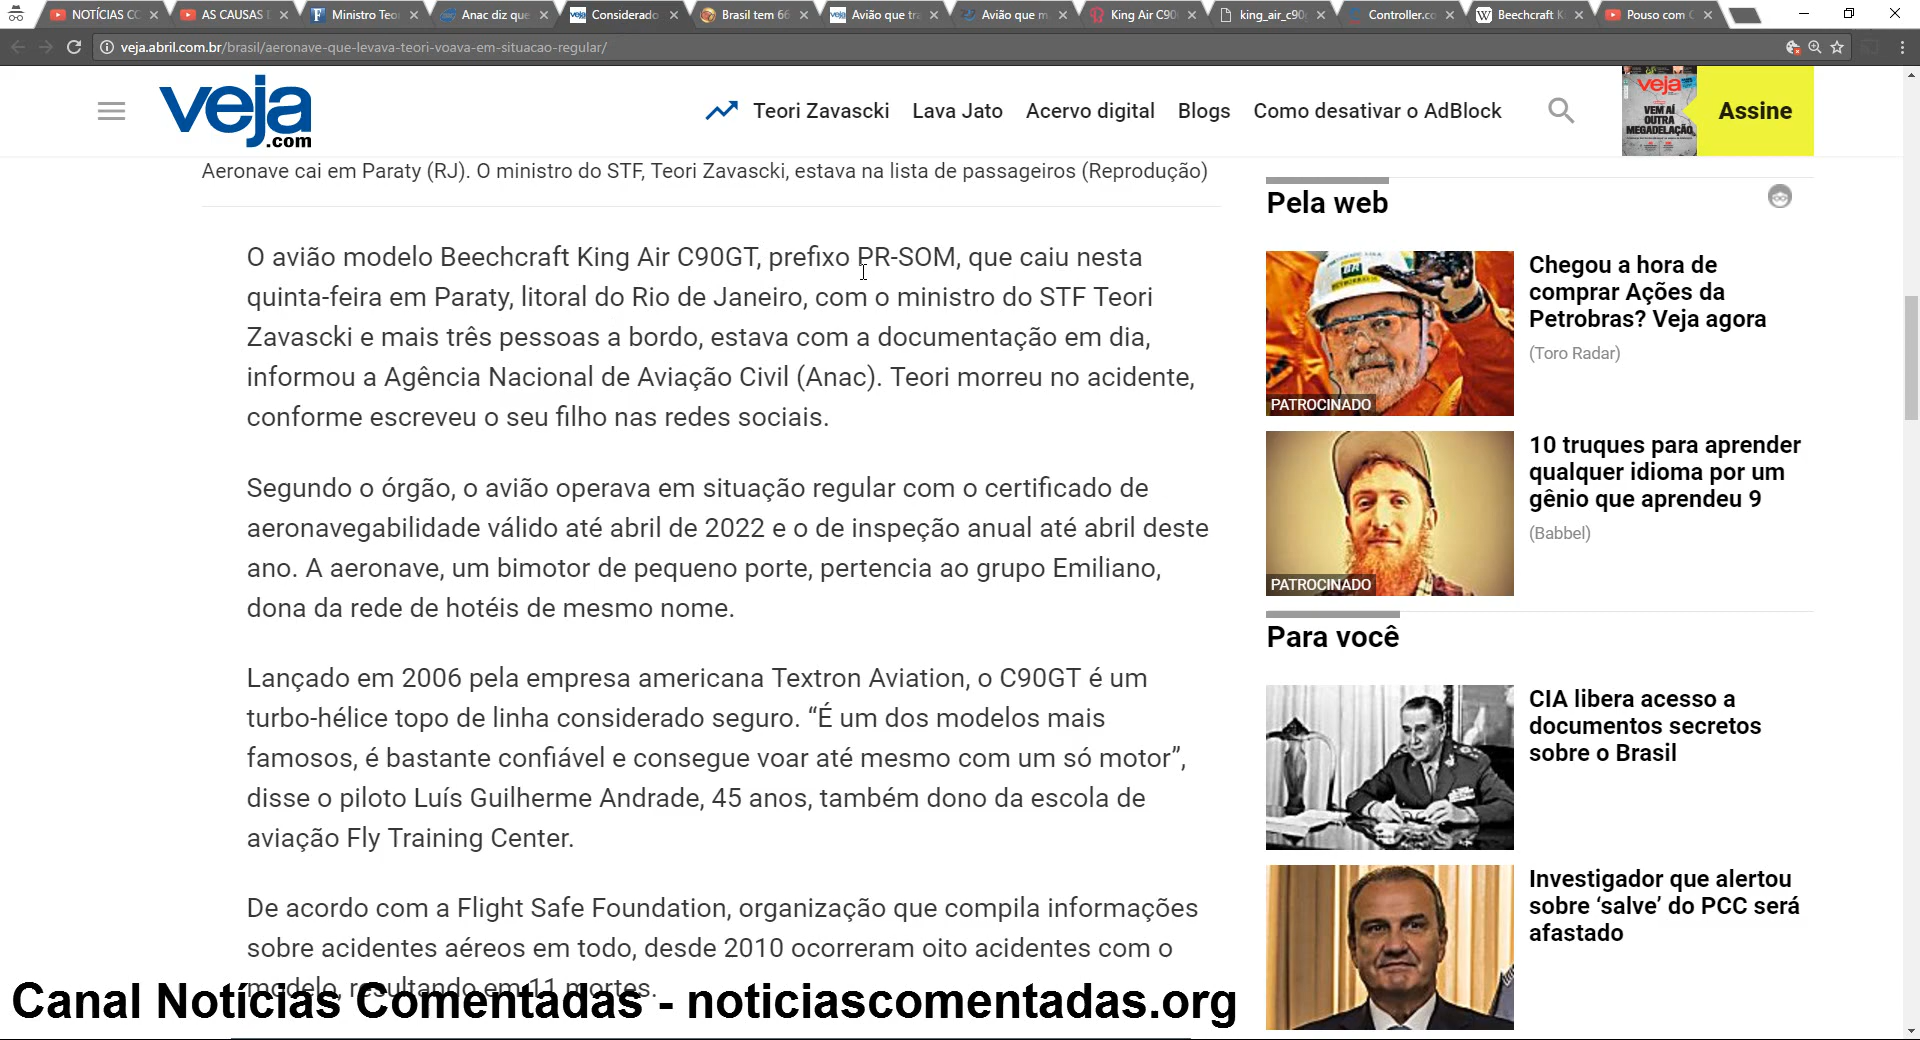 NOTÍCIAS CC
AS CAUSAS
Ministro Teo
Anac diz que
Considerado
Brasil tem 66
Avião que tr
Avião que m
King Air C90
king_air_c90
Controller.co
Beechcraft K
Pouso com
veja.abril.com.br/brasil/aeronave-que-levava-teori-voava-em-situacao-regular/
veja
.com
Teori Zavascki Lava Jato Acervo digital Blogs Como desativar o AdBlock
veja
VEM AÍ
OUTRA
MEGADELAÇÃO
Assine
Aeronave cai em Paraty (RJ). O ministro do STF, Teori Zavascki, estava na lista de passageiros (Reprodução)
O avião modelo Beechcraft King Air C90GT, prefixo PR-SOM, que caiu nesta
quinta-feira em Paraty, litoral do Rio de Janeiro, com o ministro do STF Teori
Zavascki e mais três pessoas a bordo, estava com a documentação em dia,
informou a Agência Nacional de Aviação Civil (Anac). Teori morreu no acidente,
conforme escreveu o seu filho nas redes sociais.
Segundo o órgão, o avião operava em situação regular com o certificado de
aeronavegabilidade válido até abril de 2022 e o de inspeção anual até abril deste
ano. A aeronave, um bimotor de pequeno porte, pertencia ao grupo Emiliano,
dona da rede de hotéis de mesmo nome.
Lançado em 2006 pela empresa americana Textron Aviation, o C90GT é um
turbo-hélice topo de linha considerado seguro. “É um dos modelos mais
famosos, é bastante confiável e consegue voar até mesmo com um só motor”,
disse o piloto Luís Guilherme Andrade, 45 anos, também dono da escola de
aviação Fly Training Center.
De acordo com a Flight Safe Foundation, organização que compila informações
sobre acidentes aéreos em todo, desde 2010 ocorreram oito acidentes com o
modelo, resultando em 11 mortes.
Canal Notícias Comentadas - noticiascomentadas.org
Pela web
BR
PATROCINADO
Chegou a hora de
comprar Ações da
Petrobras? Veja agora
(Toro Radar)
PATROCINADO
10 truques para aprender
qualquer idioma por um
gênio que aprendeu 9
(Babbel)
Para você
CIA libera acesso a
documentos secretos
sobre o Brasil
Investigador que alertou
sobre ‘salve’ do PCC será
afastado